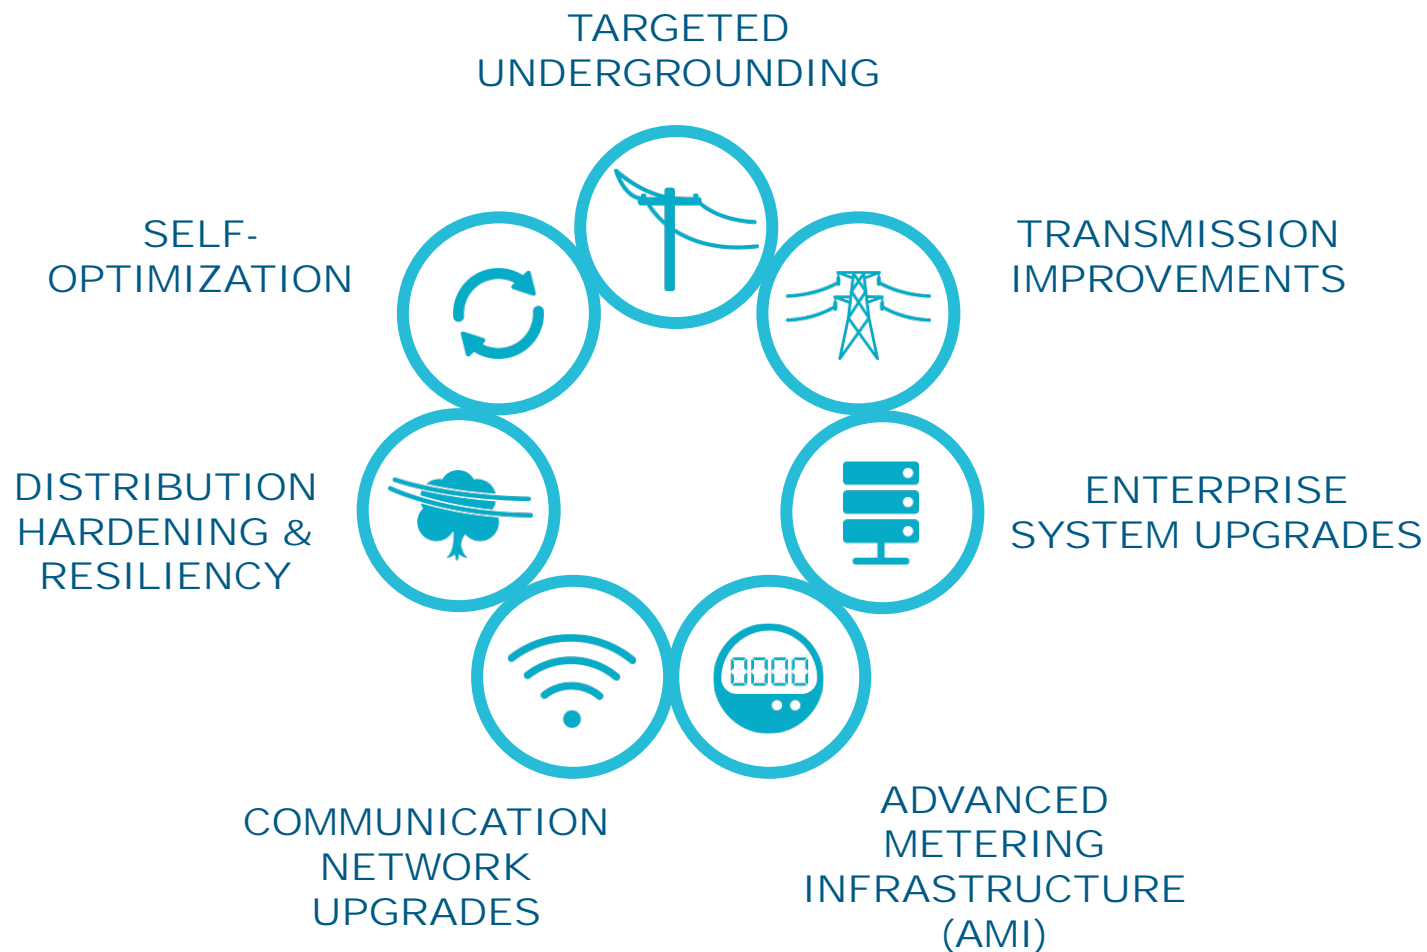 TARGETED
UNDERGROUNDING
SELF-
OPTIMIZATION
TRANSMISSION
IMPROVEMENTS
DISTRIBUTION
HARDENING &
RESILIENCY
ENTERPRISE
SYSTEM UPGRADES
0000
COMMUNICATION
NETWORK
UPGRADES
ADVANCED
METERING
INFRASTRUCTURE
(AMI)